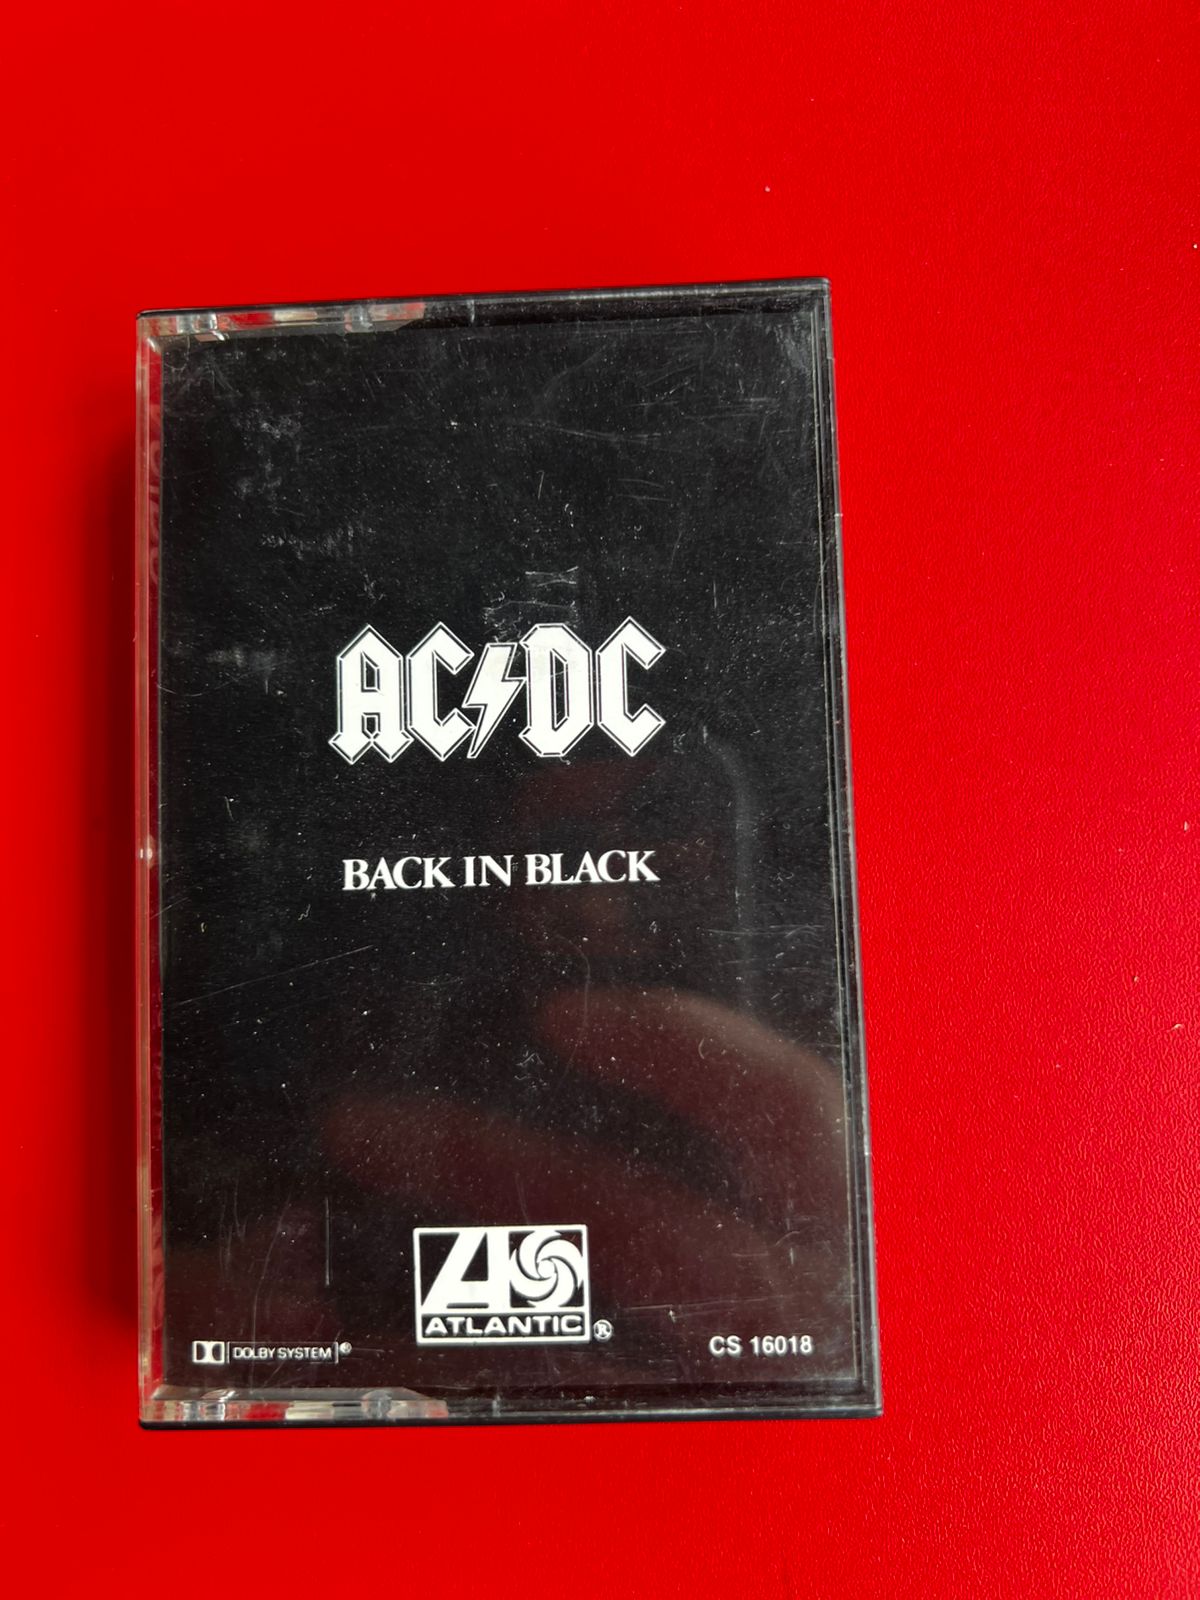 AC⚡DC
BACK IN BLACK
ATLANTIC®
DOLBY SYSTEM®
CS 16018